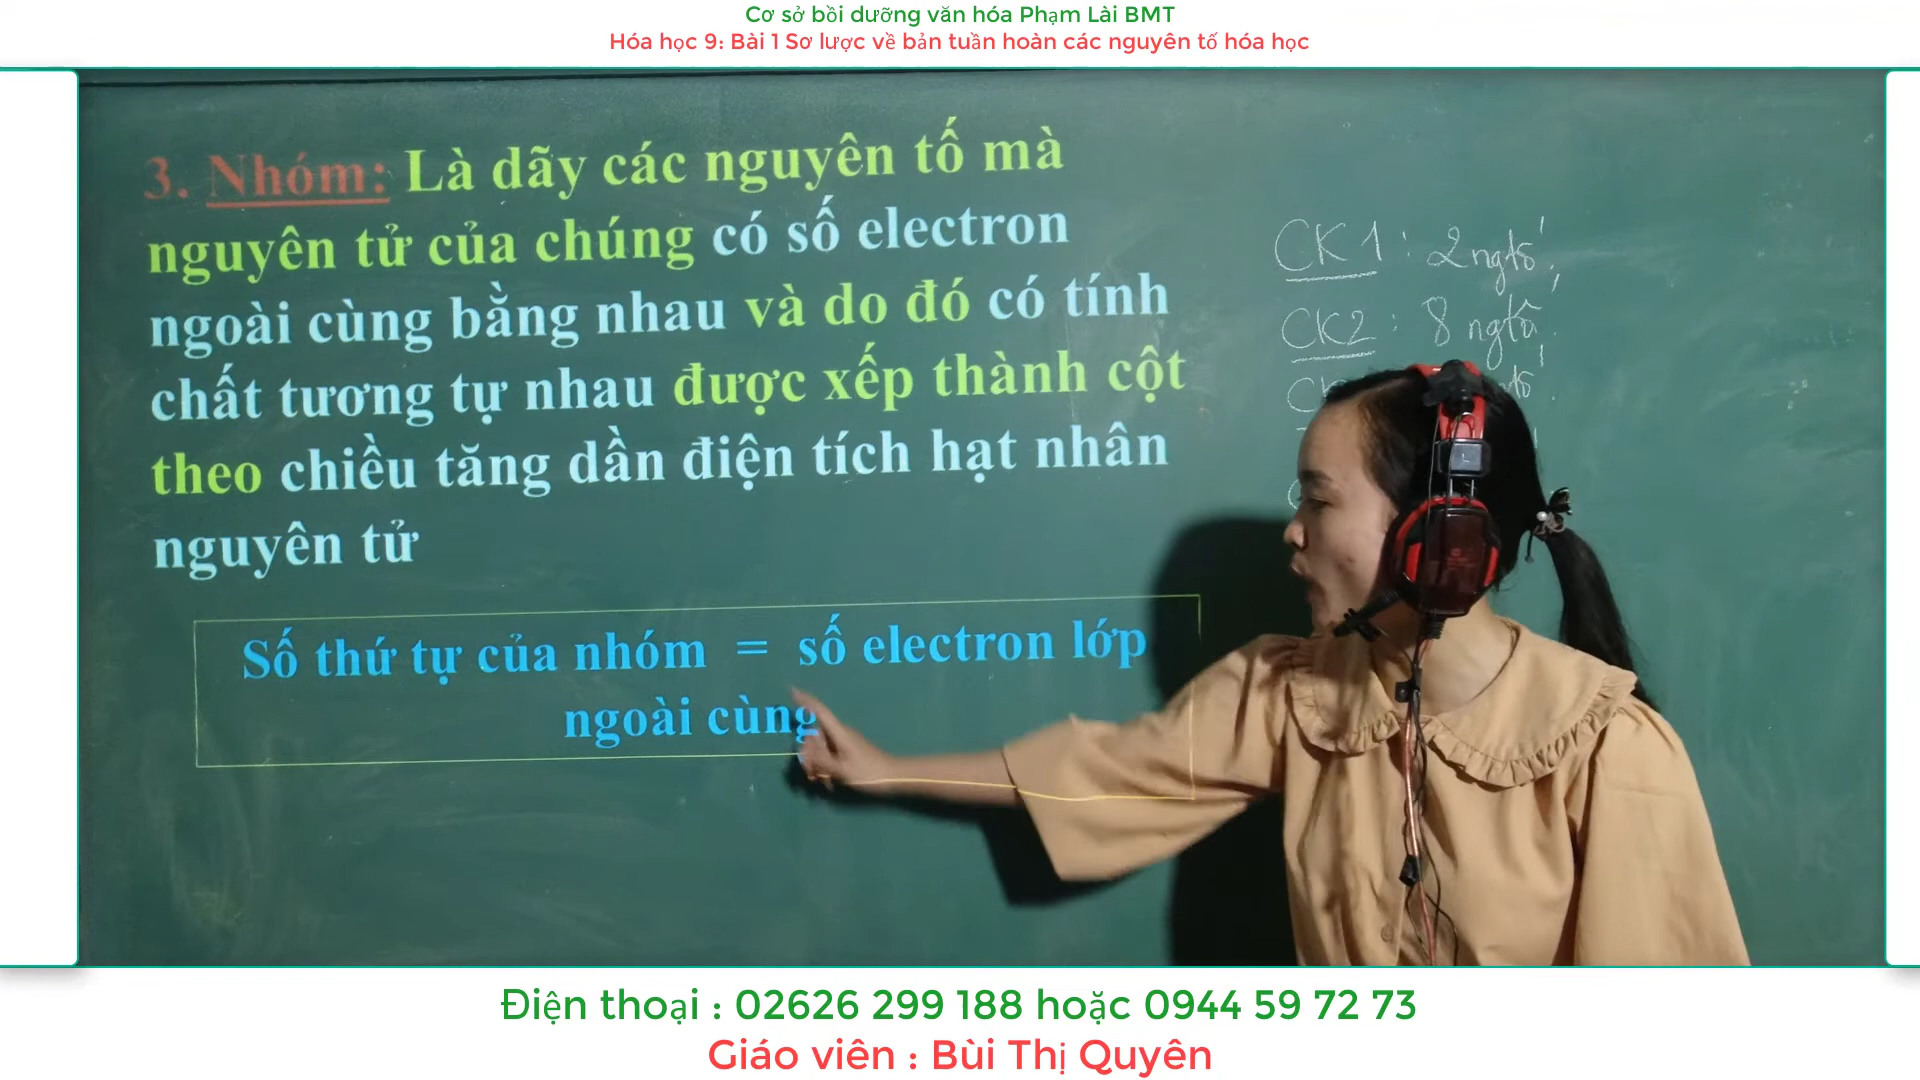 Cơ sở bồi dưỡng văn hóa Phạm Lài BMT
Hóa học 9: Bài 1 Sơ lược về bản tuần hoàn các nguyên tố hóa học
3. Nhóm: Là dãy các nguyên tố mà
nguyên tử của chúng có số electron
ngoài cùng bằng nhau và do đó có tính
chất tương tự nhau được xếp thành cột
theo chiều tăng dần điện tích hạt nhân
nguyên tử
Số thứ tự của nhóm = số electron lớp
ngoài cùng
CK1: 2 ngtố
CK2: 8 ngtố
Điện thoại : 02626 299 188 hoặc 0944 59 72 73
Giáo viên : Bùi Thị Quyên